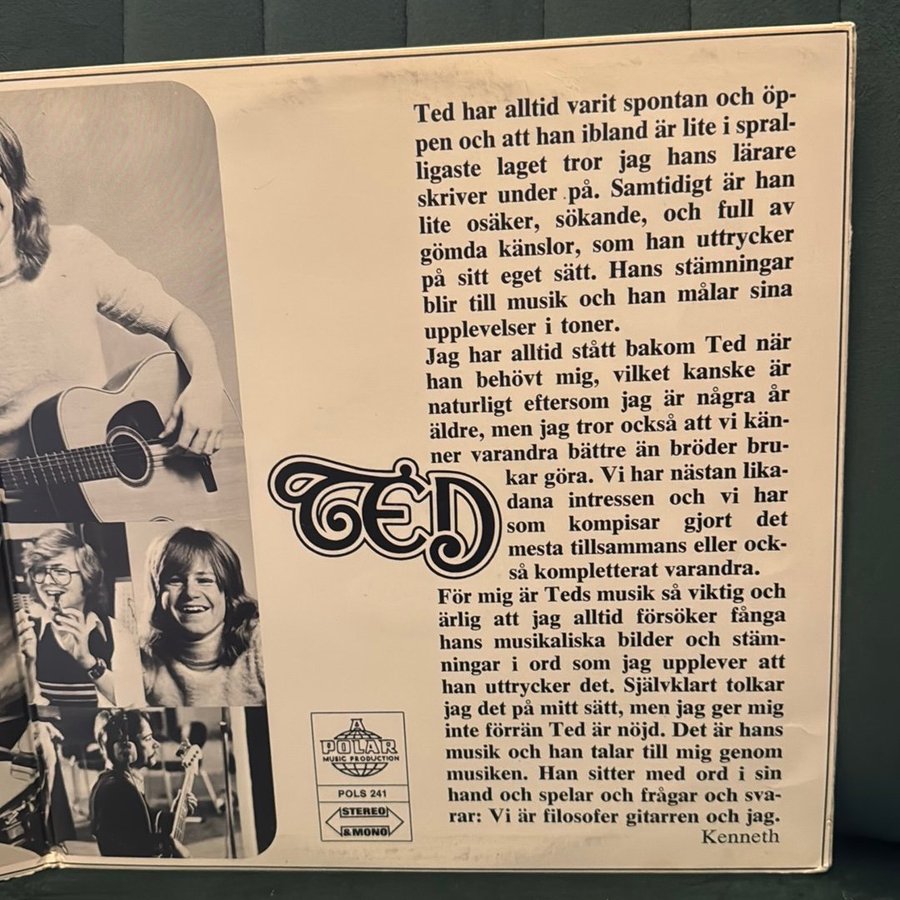 Ted har alltid varit spontan och öp-
pen och att han ibland är lite i spral-
ligaste laget tror jag hans lärare
skriver under på. Samtidigt är han
lite osäker, sökande, och full av
gömda känslor, som han uttrycker
på sitt eget sätt. Hans stämningar
blir till musik och han målar sina
upplevelser i toner.
Jag har alltid stått bakom Ted när
han behövt mig, vilket kanske är
naturligt eftersom jag är några år
äldre, men jag tror också att vi kän-
ner varandra bättre än bröder bru-
kar göra. Vi har nästan lika-
dana intressen och vi har
som kompisar gjort det
mesta tillsammans eller ock-
så kompletterat varandra.
För mig är Teds musik så viktig och
ärlig att jag alltid försöker fånga
hans musikaliska bilder och stäm-
ningar i ord som jag upplever att
han uttrycker det. Självklart tolkar
jag det på mitt sätt, men jag ger mig
inte förrän Ted är nöjd. Det är hans
musik och han talar till mig genom
musiken. Han sitter med ord i sin
hand och spelar och frågar och sva-
rar: Vi är filosofer gitarren och jag.
Kenneth
TED
A
POLAR
MUSIC PRODUCTION
POLS 241
STEREO
& MONO